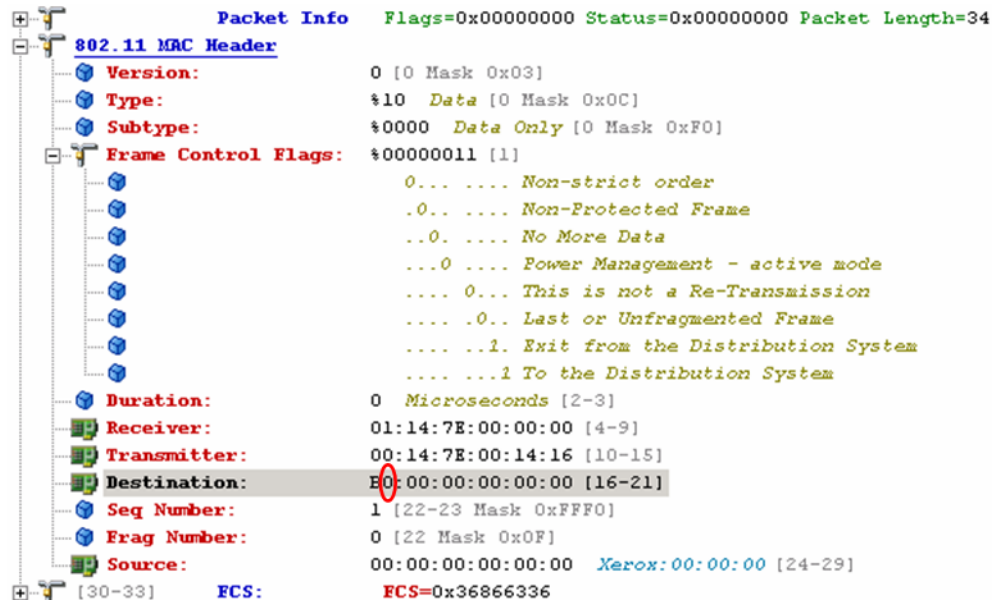 Packet Info Flags=0x00000000 Status=0x00000000 Packet Length=34
802.11 MAC Header
Version: 0 [0 Mask 0x03]
Type: %10 Data [0 Mask 0x0C]
Subtype: %0000 Data Only [0 Mask 0xF0]
Frame Control Flags: %00000011 [1]
0... .... Non-strict order
.0.. .... Non-Protected Frame
..0. .... No More Data
...0 .... Power Management - active mode
.... 0... This is not a Re-Transmission
.... .0.. Last or Unfragmented Frame
.... ..1. Exit from the Distribution System
.... ...1 To the Distribution System
Duration: 0 Microseconds [2-3]
Receiver: 01:14:7E:00:00:00 [4-9]
Transmitter: 00:14:7E:00:14:16 [10-15]
Destination: B0:00:00:00:00:00 [16-21]
Seq Number: 1 [22-23 Mask 0xFFF0]
Frag Number: 0 [22 Mask 0x0F]
Source: 00:00:00:00:00:00 Xerox:00:00:00 [24-29]
[30-33] FCS: FCS=0x36866336